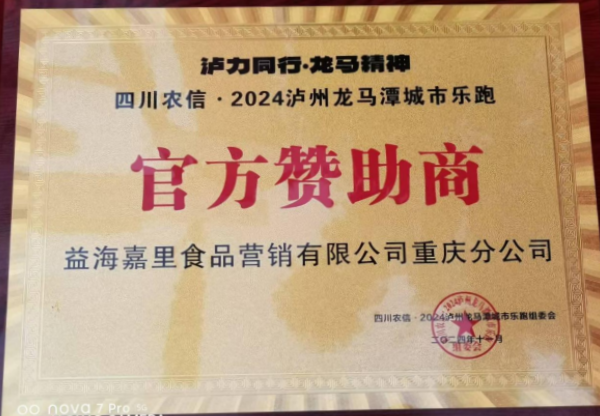 泸力同行·龙马精神
四川农信·2024泸州龙马潭城市乐跑
官方赞助商
益海嘉里食品营销有限公司重庆分公司
四川农信·2024泸州龙马潭城市乐跑组委会
二〇二四年十一月
组委会
nova 7 Pro